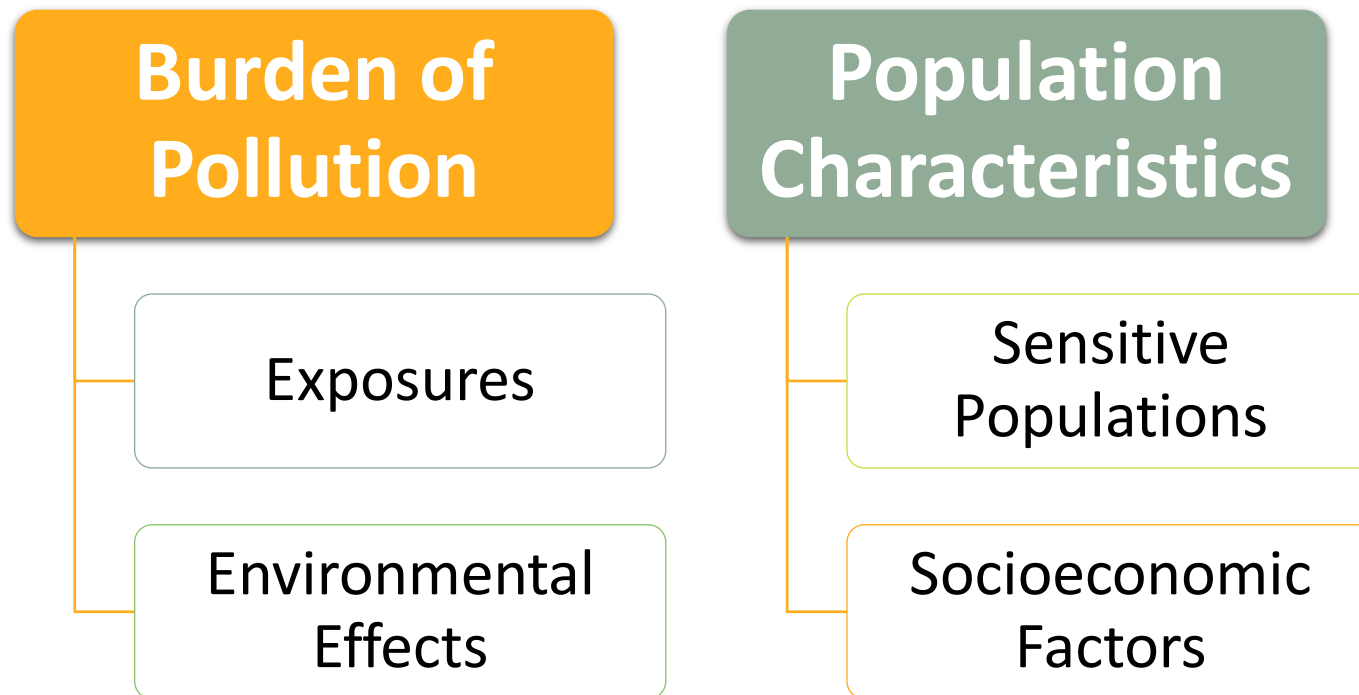 Burden of
Pollution
Exposures
Environmental
Effects
Population
Characteristics
Sensitive
Populations
Socioeconomic
Factors